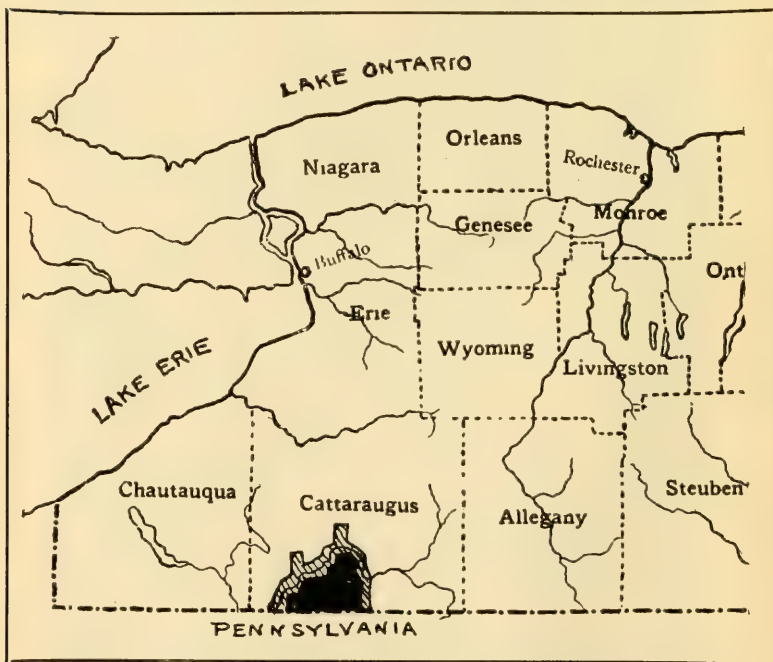 LAKE ONTARIO
Orleans
Niagara
Rochester
Genesee
Monroe
Buffalo
Ont
Erie
LAKE ERIE
Wyoming
Livingston
Chautauqua
Cattaraugus
Steuben
Allegany
PENNSYLVANIA